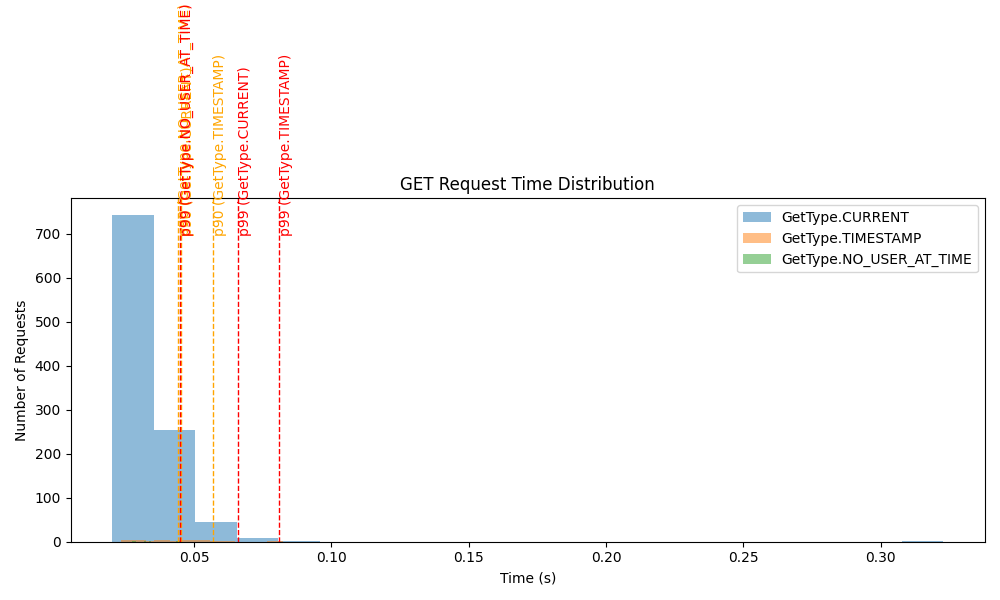 p99 (GetType.NO_USER_AT_TIME)
p90 (GetType.TIMESTAMP)
p99 (GetType.CURRENT)
p99 (GetType.TIMESTAMP)
GET Request Time Distribution
GetType.CURRENT
GetType.TIMESTAMP
GetType.NO_USER_AT_TIME
Number of Requests
700
600
500
400
300
200
100
0
0.05
0.10
0.15
0.20
0.25
0.30
Time (s)